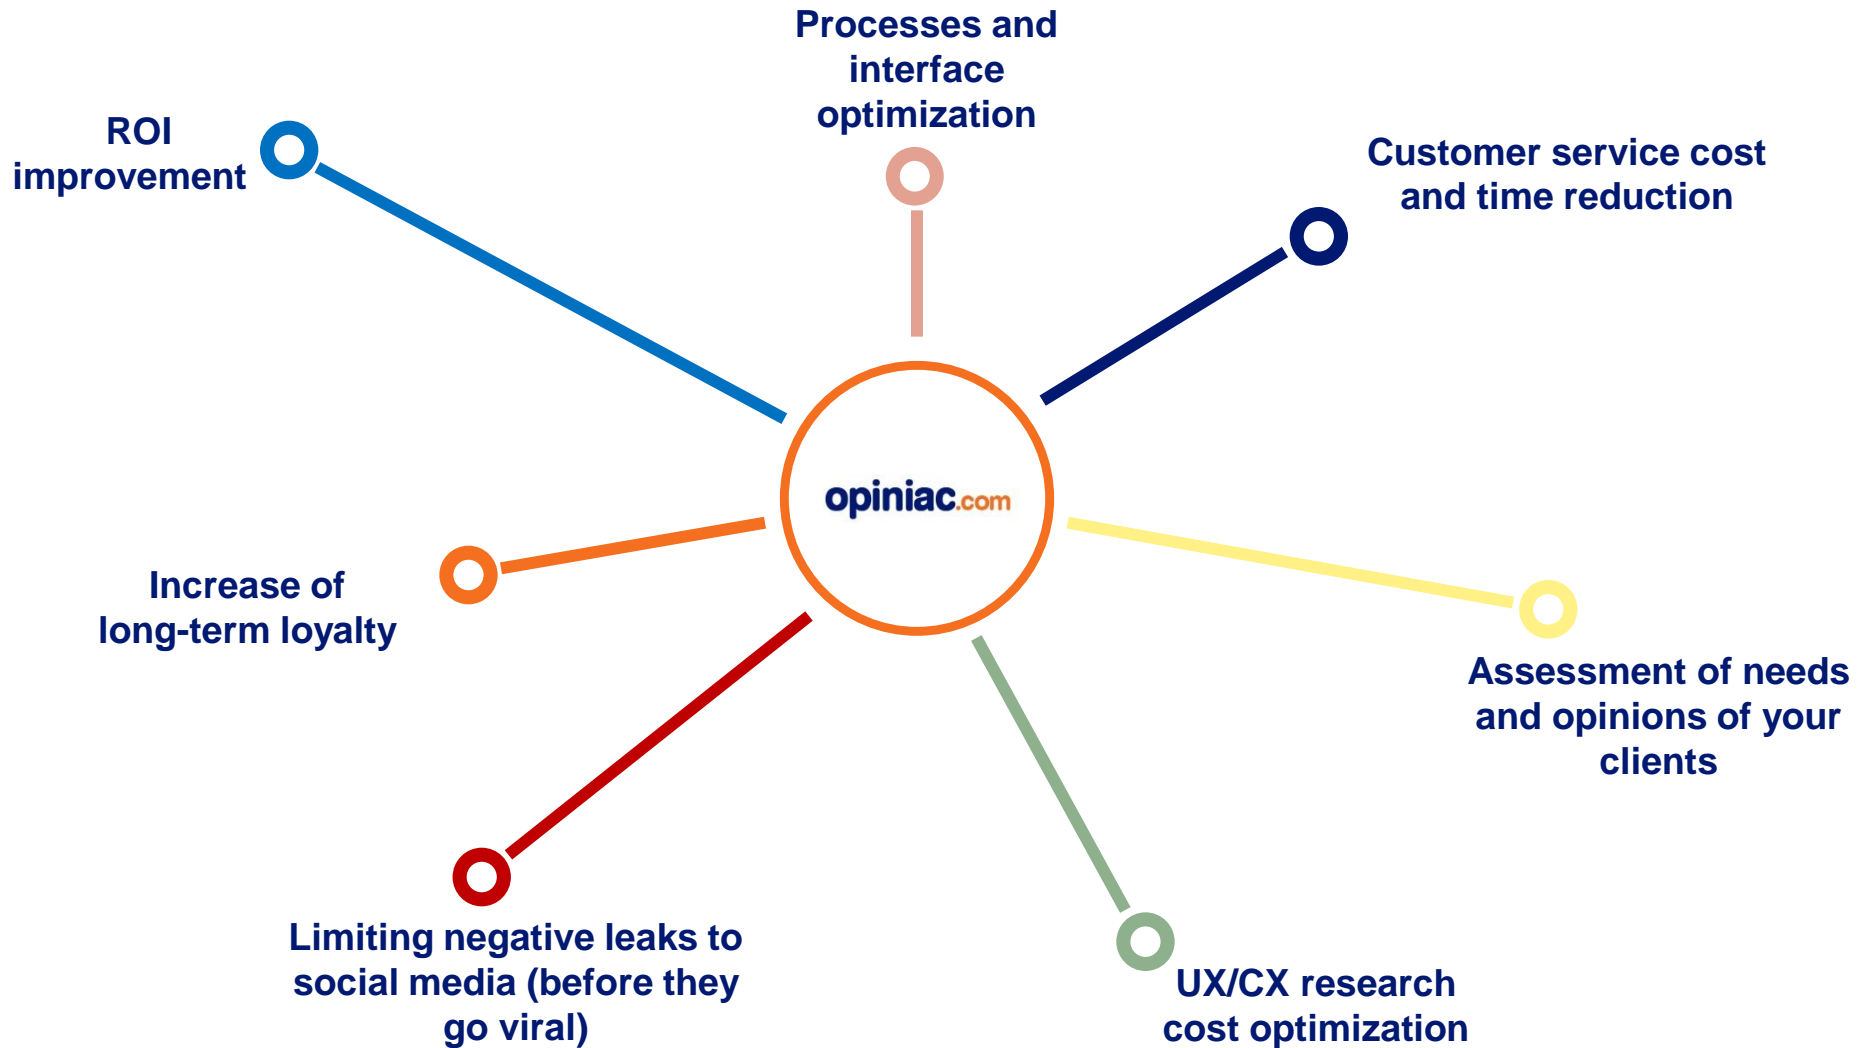 Processes and
interface
optimization
ROI
improvement
Customer service cost
and time reduction
opiniac.com
Increase of
long-term loyalty
Assessment of needs
and opinions of your
clients
Limiting negative leaks to
social media (before they
go viral)
UX/CX research
cost optimization